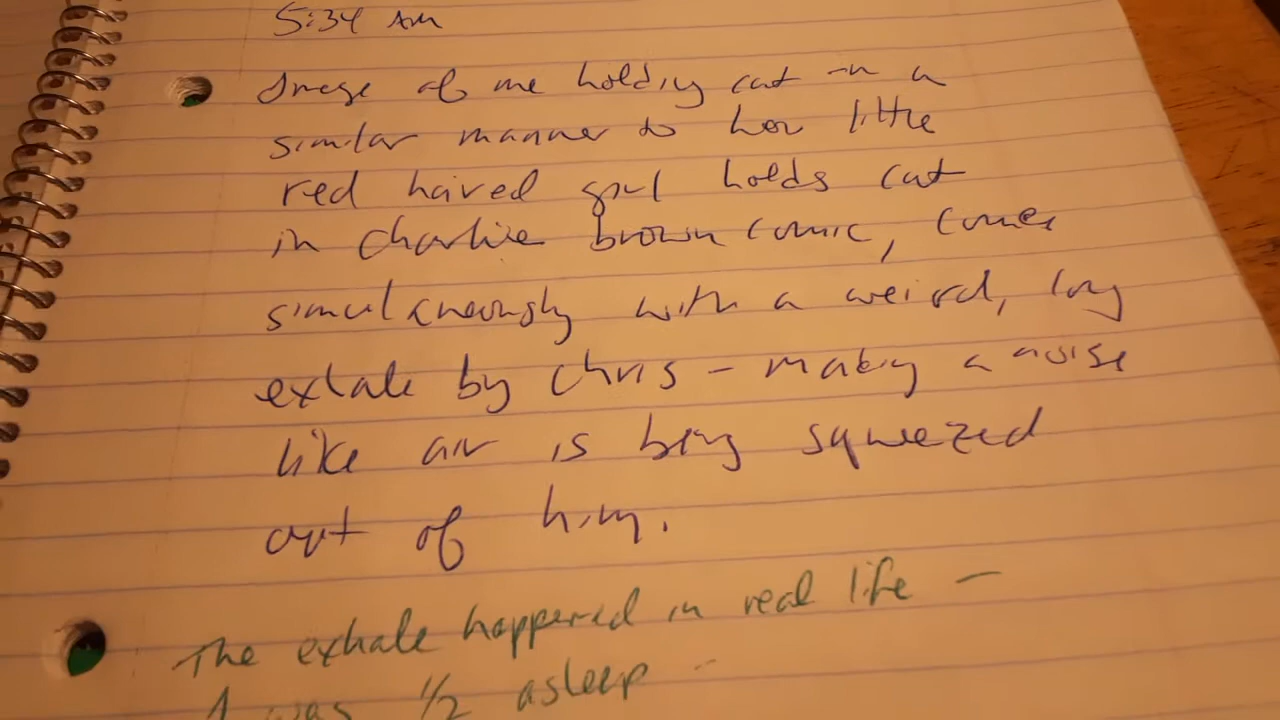 5:34 AM
Image of me holding cat in a
similar manner to how little
red haired girl holds cat
in charlie brown comic, comes
simultaneously with a weird, long
exhale by Chris - making a noise
like air is being squeezed
out of him.
The exhale happened in real life -
I was 1/2 asleep -